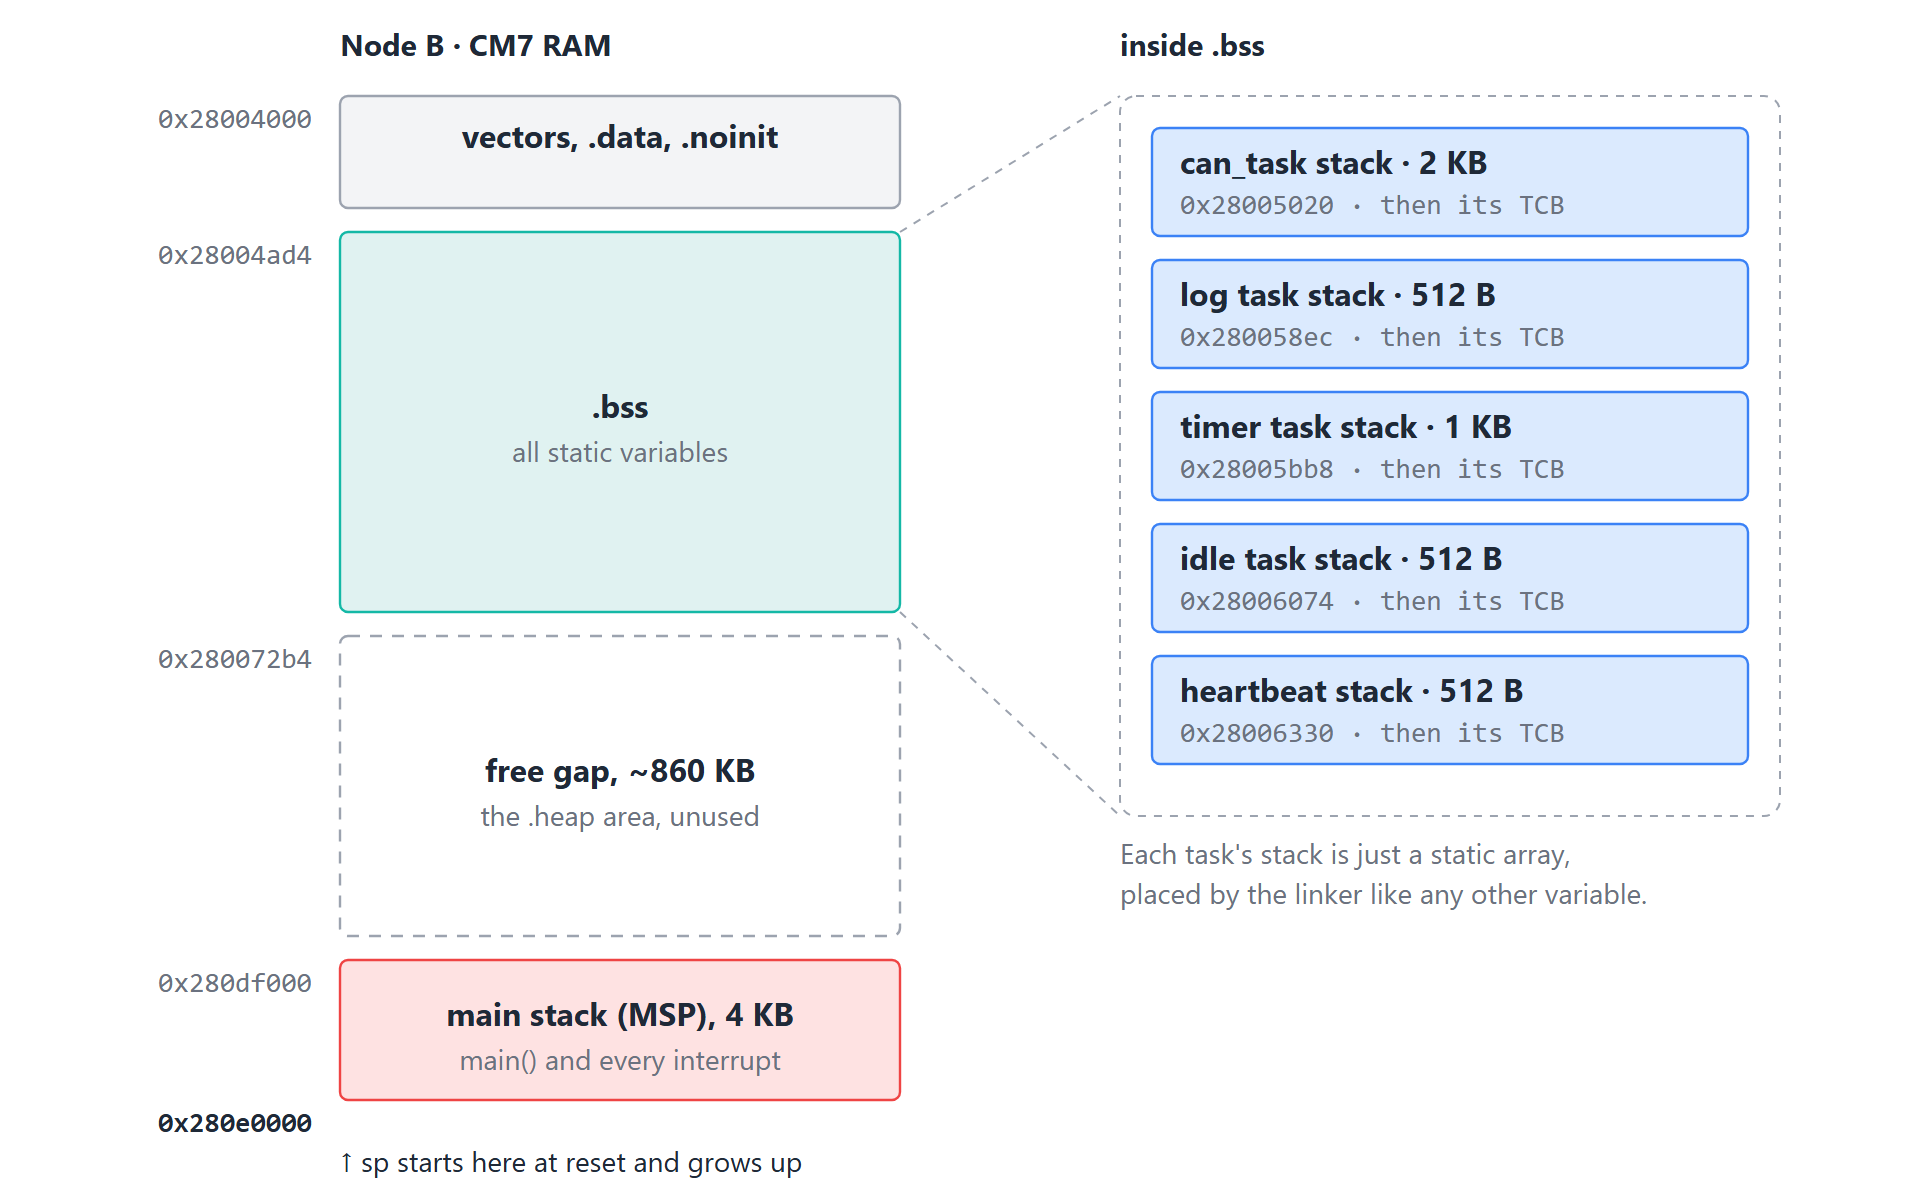 Node B · CM7 RAM
0x28004000
vectors, .data, .noinit
0x28004ad4
.bss
all static variables
0x280072b4
free gap, ~860 KB
the .heap area, unused
0x280df000
main stack (MSP), 4 KB
main() and every interrupt
0x280e0000
↑ sp starts here at reset and grows up
inside .bss
can_task stack · 2 KB
0x28005020 · then its TCB
log task stack · 512 B
0x280058ec · then its TCB
timer task stack · 1 KB
0x28005bb8 · then its TCB
idle task stack · 512 B
0x28006074 · then its TCB
heartbeat stack · 512 B
0x28006330 · then its TCB
Each task's stack is just a static array,
placed by the linker like any other variable.